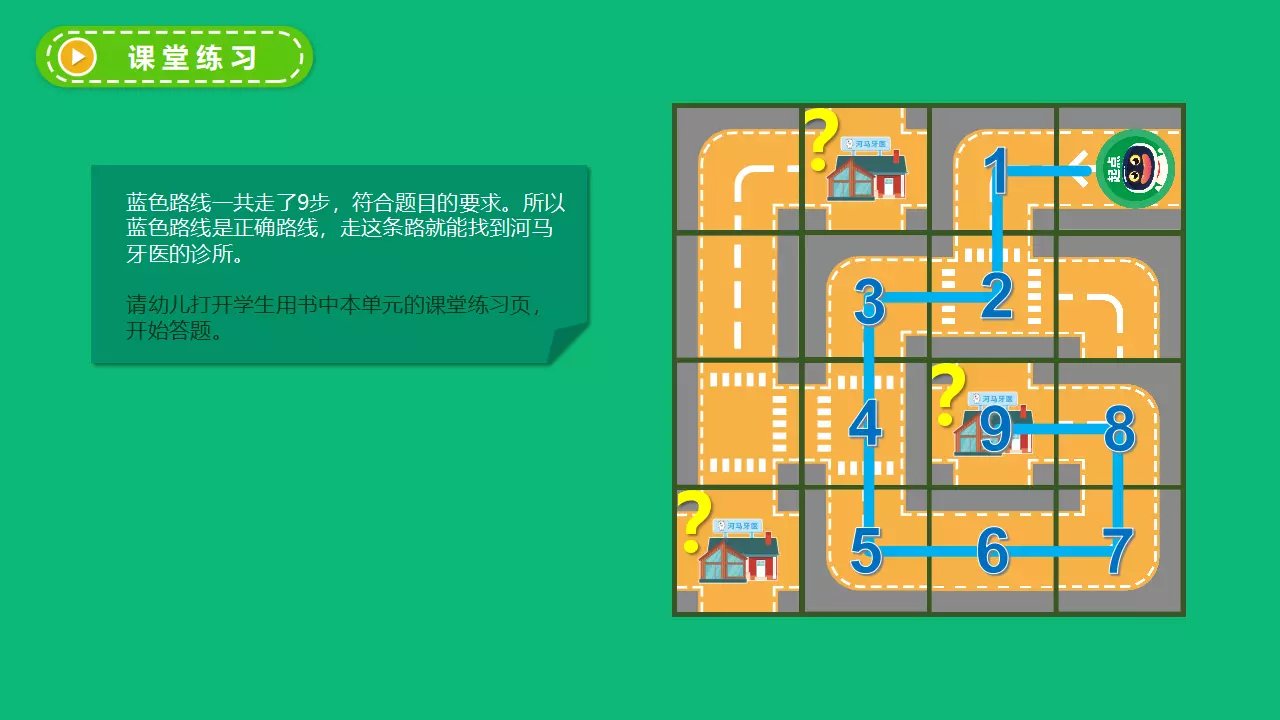 课堂练习
蓝色路线一共走了9步，符合题目的要求。所以
蓝色路线是正确路线，走这条路就能找到河马
牙医的诊所。
请幼儿打开学生用书中本单元的课堂练习页，
开始答题。
?
河马牙医
1
起点
3
2
?
河马牙医
4
9
8
?
河马牙医
5
6
7